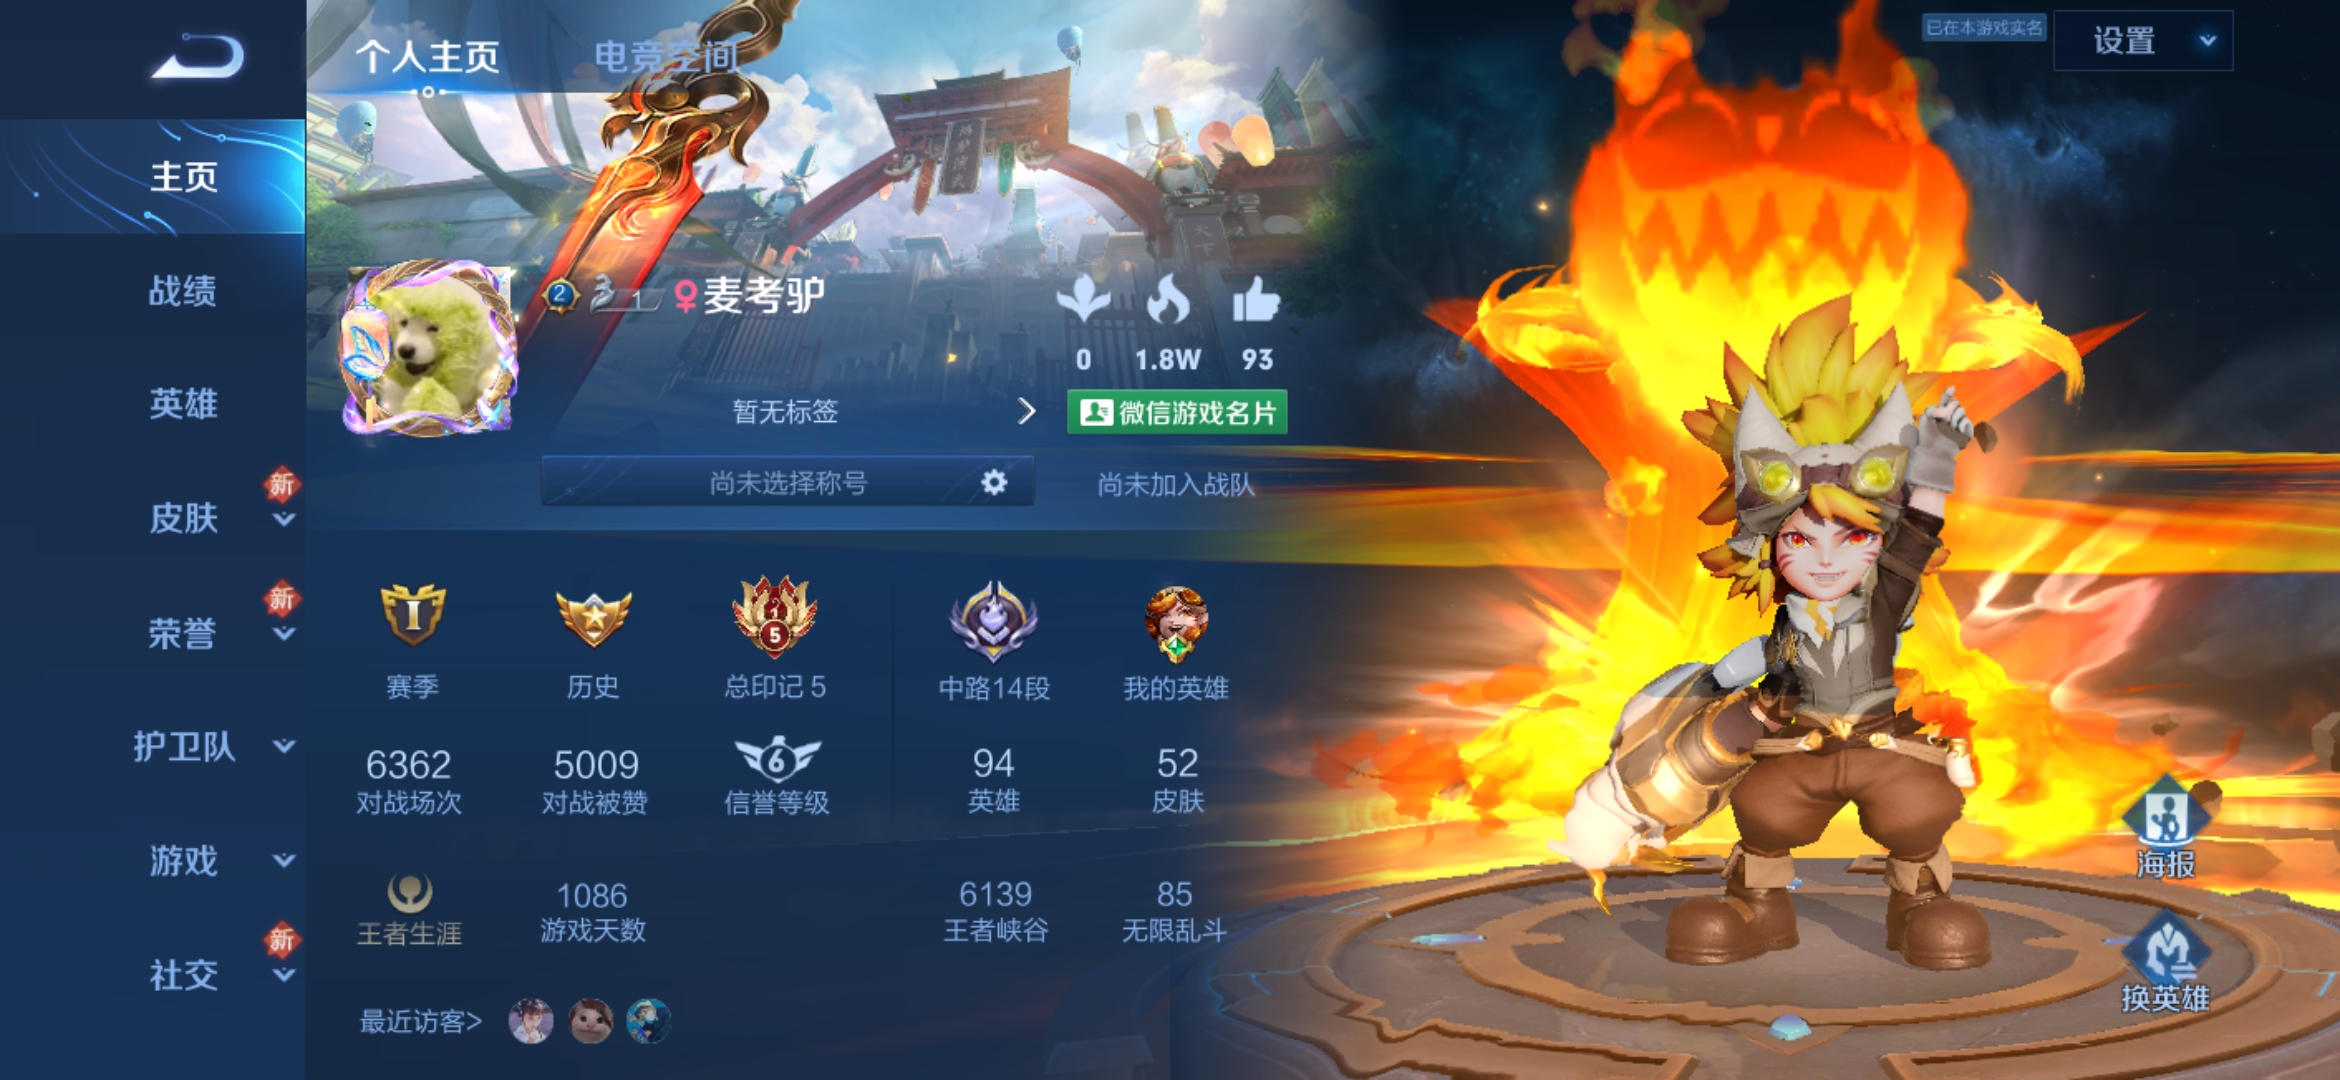 个人主页
电竞空间
已在本游戏实名
设置
主页
战绩
英雄
新
皮肤
新
荣誉
护卫队
游戏
新
社交
2
1
♀麦考驴
0
1.8W
93
暂无标签
微信游戏名片
尚未选择称号
尚未加入战队
天下
I
1
5
赛季
历史
总印记 5
中路14段
我的英雄
6362
5009
6
94
52
对战场次
对战被赞
信誉等级
英雄
皮肤
1086
6139
85
王者生涯
游戏天数
王者峡谷
无限乱斗
最近访客>
海报
换英雄